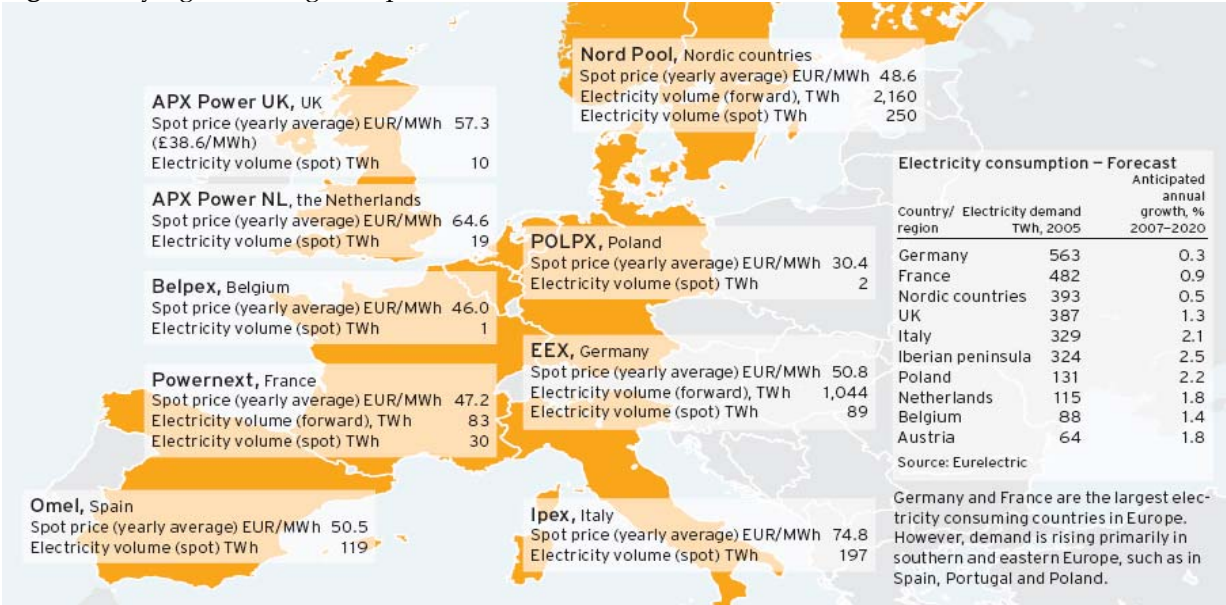 Nord Pool, Nordic countries
Spot price (yearly average) EUR/MWh 48.6
Electricity volume (forward), TWh 2,160
Electricity volume (spot) TWh 250
APX Power UK, UK
Spot price (yearly average) EUR/MWh 57.3
(£38.6/MWh)
Electricity volume (spot) TWh 10
APX Power NL, the Netherlands
Spot price (yearly average) EUR/MWh 64.6
Electricity volume (spot) TWh 19
POLPX, Poland
Spot price (yearly average) EUR/MWh 30.4
Electricity volume (spot) TWh 2
Belpex, Belgium
Spot price (yearly average) EUR/MWh 46.0
Electricity volume (spot) TWh 1
EEX, Germany
Spot price (yearly average) EUR/MWh 50.8
Electricity volume (forward), TWh 1,044
Electricity volume (spot) TWh 89
Powernext, France
Spot price (yearly average) EUR/MWh 47.2
Electricity volume (forward), TWh 83
Electricity volume (spot) TWh 30
Omel, Spain
Spot price (yearly average) EUR/MWh 50.5
Electricity volume (spot) TWh 119
Ipex, Italy
Spot price (yearly average) EUR/MWh 74.8
Electricity volume (spot) TWh 197
Electricity consumption – Forecast
Anticipated
annual
Country/ Electricity demand growth, %
region TWh, 2005 2007–2020
Germany 563 0.3
France 482 0.9
Nordic countries 393 0.5
UK 387 1.3
Italy 329 2.1
Iberian peninsula 324 2.5
Poland 131 2.2
Netherlands 115 1.8
Belgium 88 1.4
Austria 64 1.8
Source: Eurelectric
Germany and France are the largest elec-
tricity consuming countries in Europe.
However, demand is rising primarily in
southern and eastern Europe, such as in
Spain, Portugal and Poland.